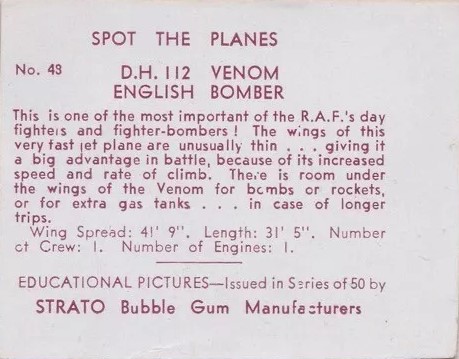 SPOT THE PLANES
No. 43 D.H. 112 VENOM
ENGLISH BOMBER
This is one of the most important of the R.A.F.'s day
fighters and fighter-bombers! The wings of this
very fast jet plane are unusually thin . . . giving it
a big advantage in battle, because of its increased
speed and rate of climb. There is room under
the wings of the Venom for bombs or rockets,
or for extra gas tanks . . . in case of longer
trips.
Wing Spread: 41' 9". Length: 31' 5". Number
of Crew: 1. Number of Engines: 1.
EDUCATIONAL PICTURES—Issued in Series of 50 by
STRATO Bubble Gum Manufacturers